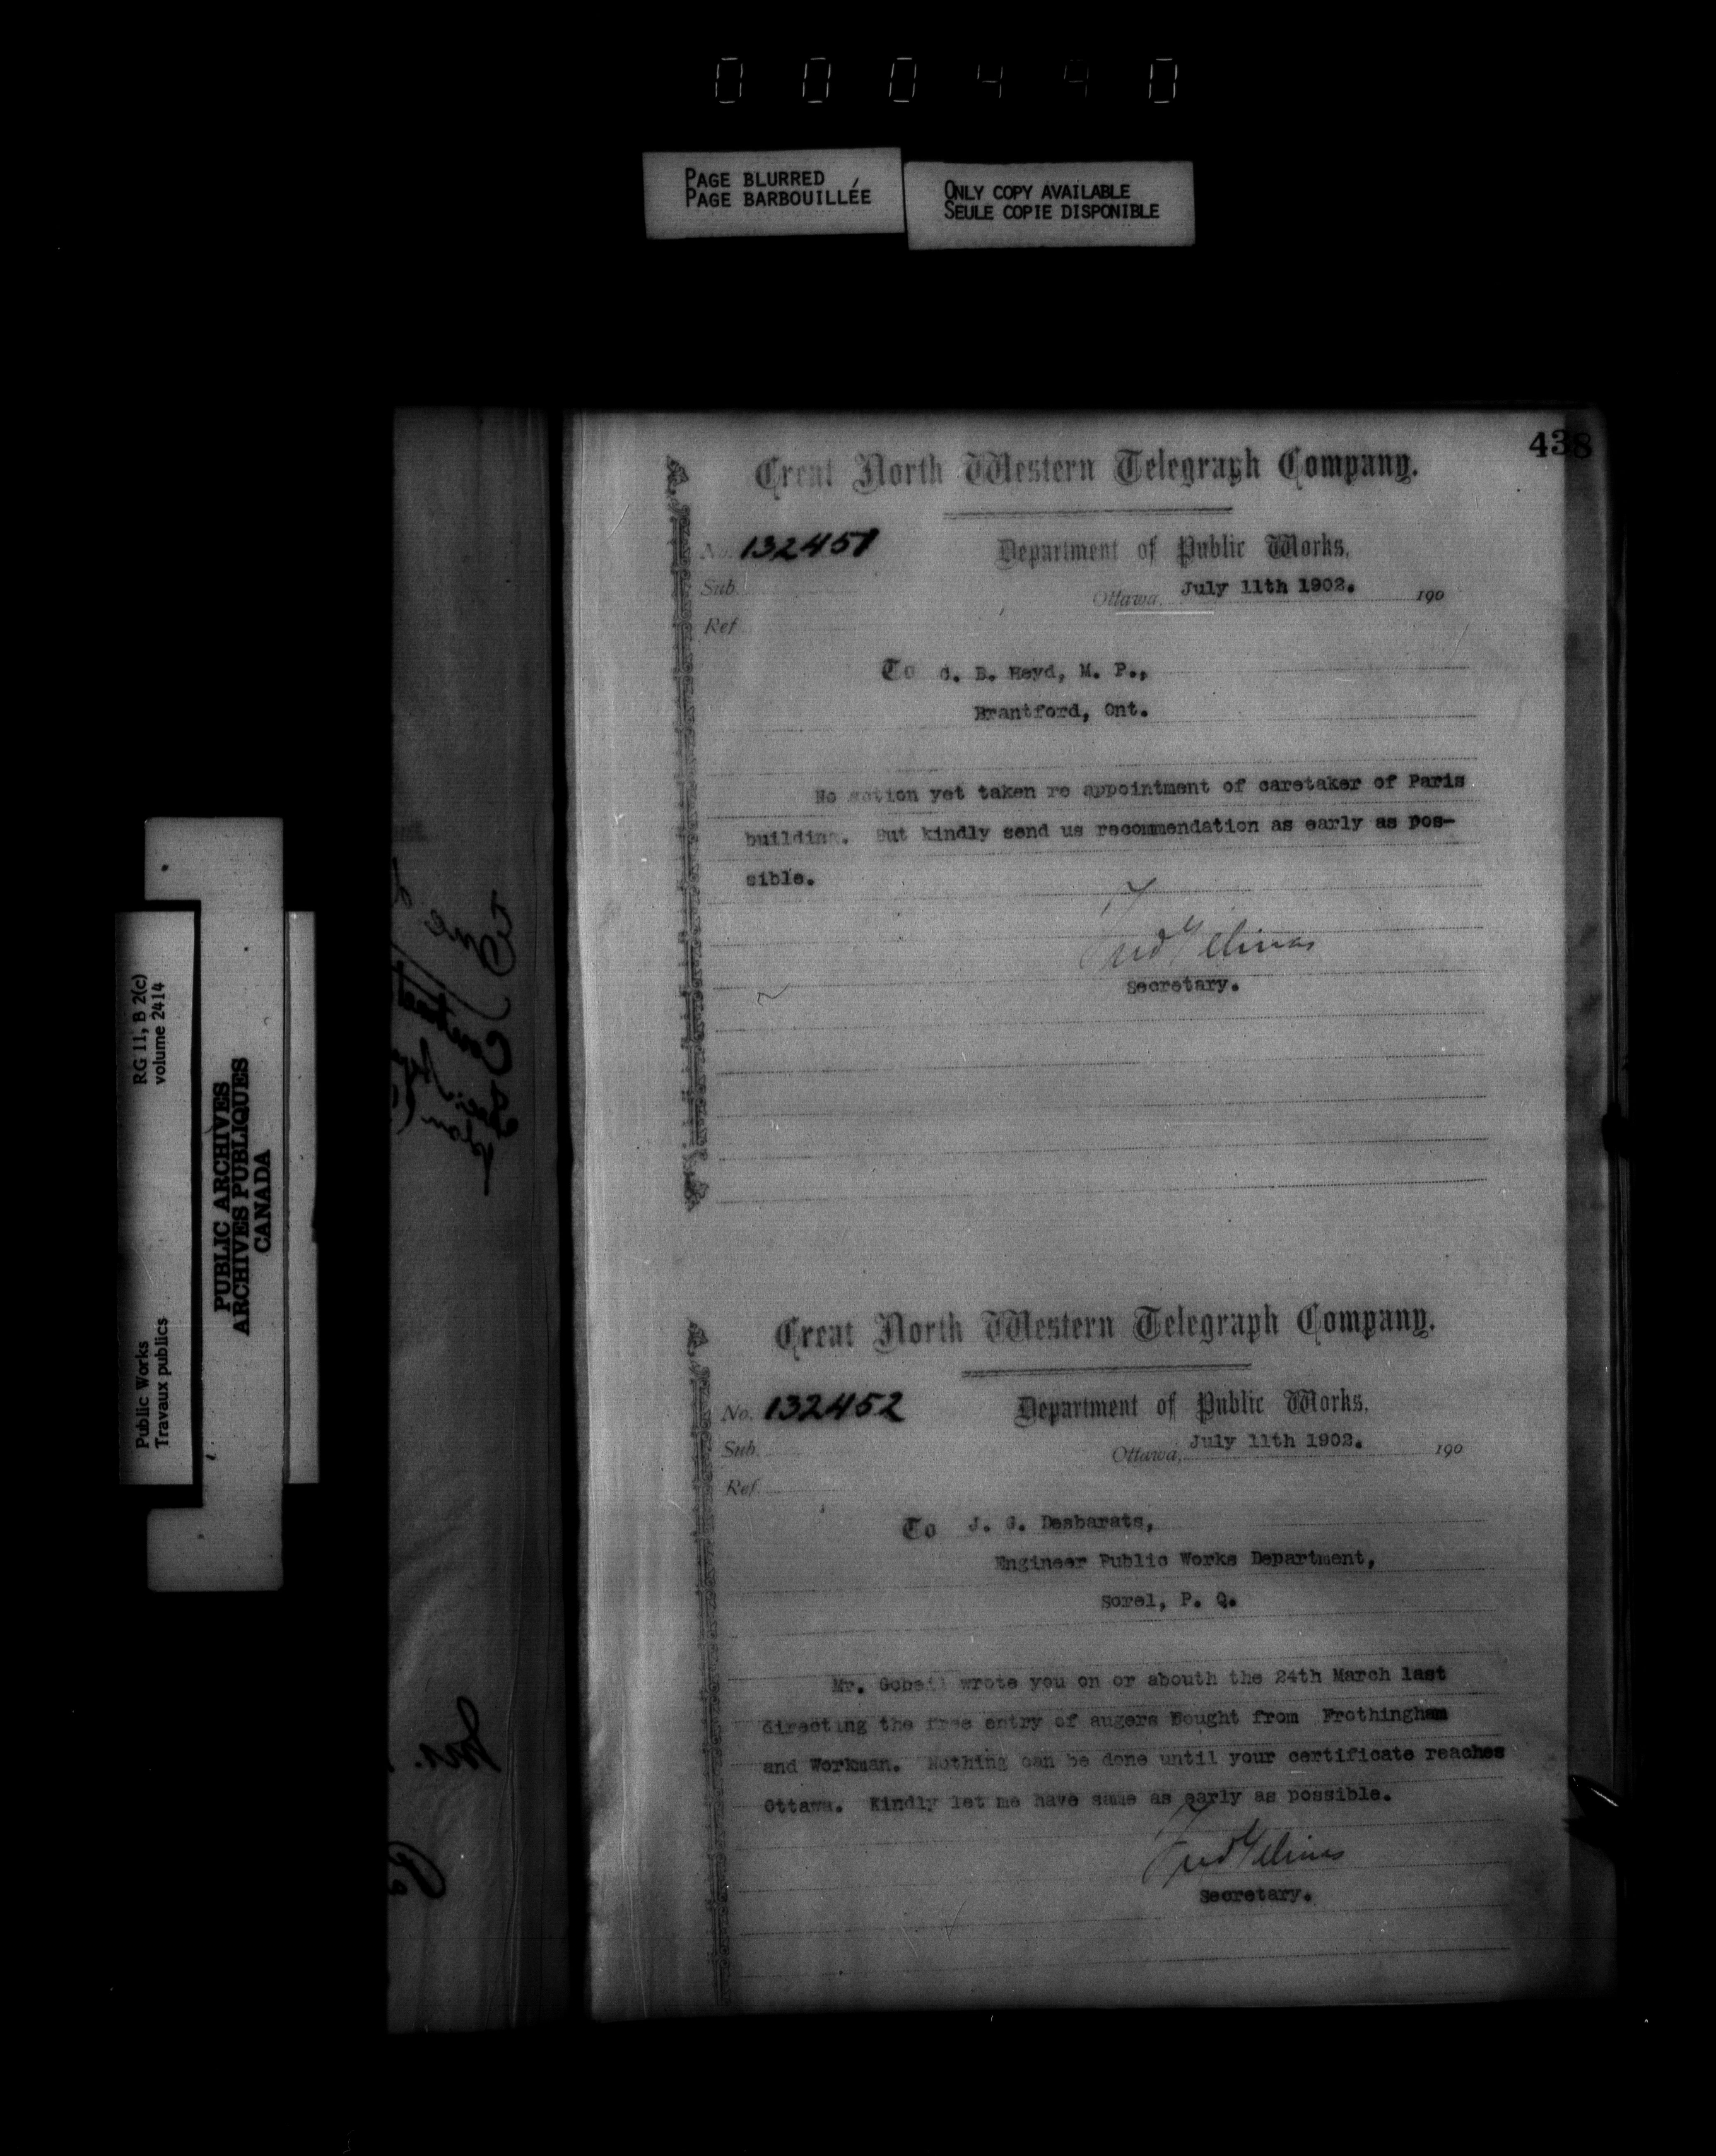 000440
PAGE BLURRED
PAGE BARBOUILLÉE
ONLY COPY AVAILABLE
SEULE COPIE DISPONIBLE
RG 11, B 2(c)
volume 2414
Public Works
Travaux publics
PUBLIC ARCHIVES
ARCHIVES PUBLIQUES
CANADA
438
Great North Western Telegraph Company.
No. 132451
Department of Public Works.
Sub.
Ottawa, July 11th 1902. 190
Ref.
To C. B. Heyd, M. P.,
Brantford, Ont.
No action yet taken re appointment of caretaker of Paris
building. But kindly send us recommendation as early as pos-
sible.
Fred Gélinas
Secretary.
Great North Western Telegraph Company.
No. 132452
Department of Public Works.
Sub.
Ottawa, July 11th 1902. 190
Ref.
To J. G. Desbarats,
Engineer Public Works Department,
Sorel, P. Q.
Mr. Gobeil wrote you on or abouth the 24th March last
directing the free entry of augers bought from Frothingham
and Workman. Nothing can be done until your certificate reaches
Ottawa. Kindly let me have same as early as possible.
Fred Gélinas
Secretary.